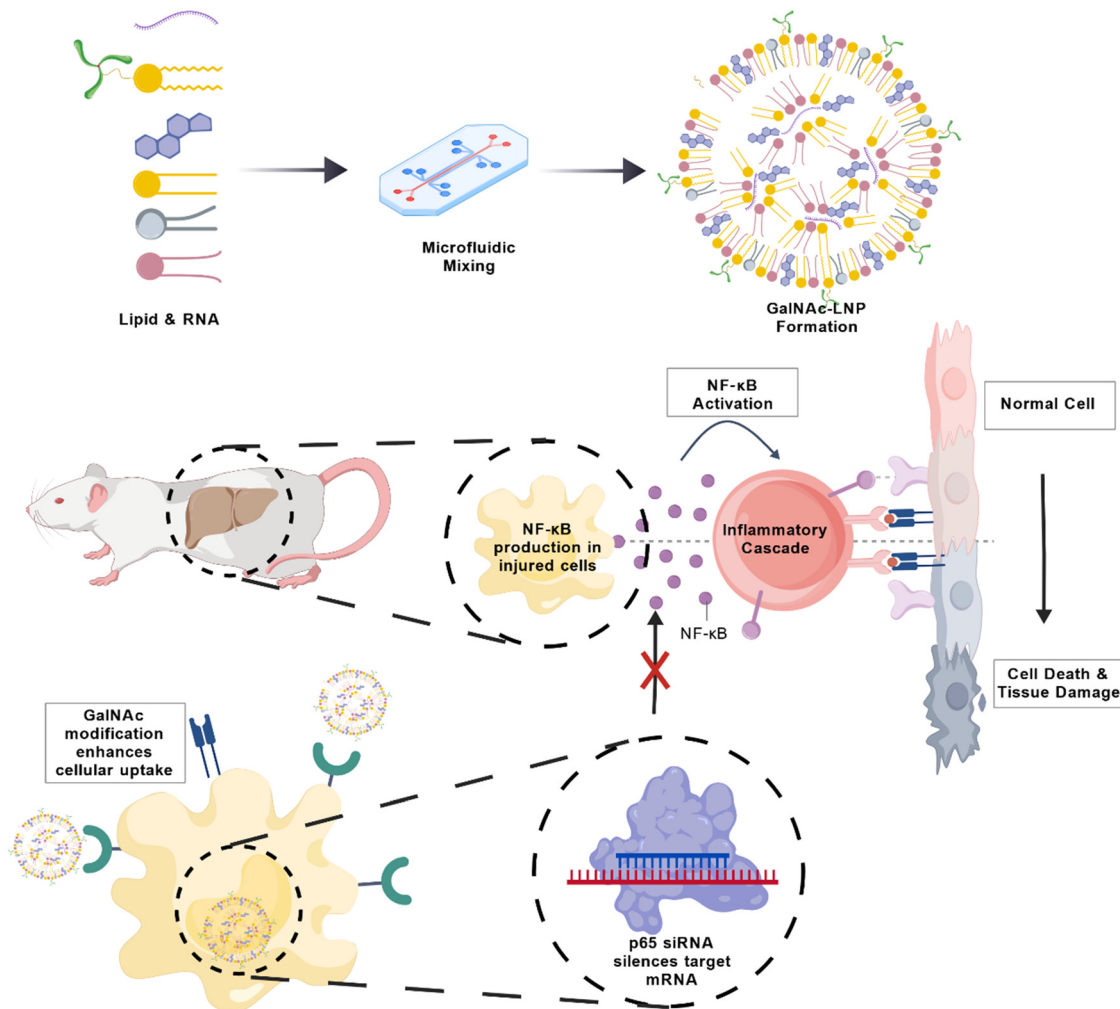 Lipid & RNA
Microfluidic
Mixing
GalNAc-LNP
Formation
NF-κB
Activation
Normal Cell
NF-κB
production in
injured cells
Inflammatory
Cascade
NF-κB
Cell Death &
Tissue Damage
GalNAc
modification
enhances
cellular uptake
p65 siRNA
silences target
mRNA